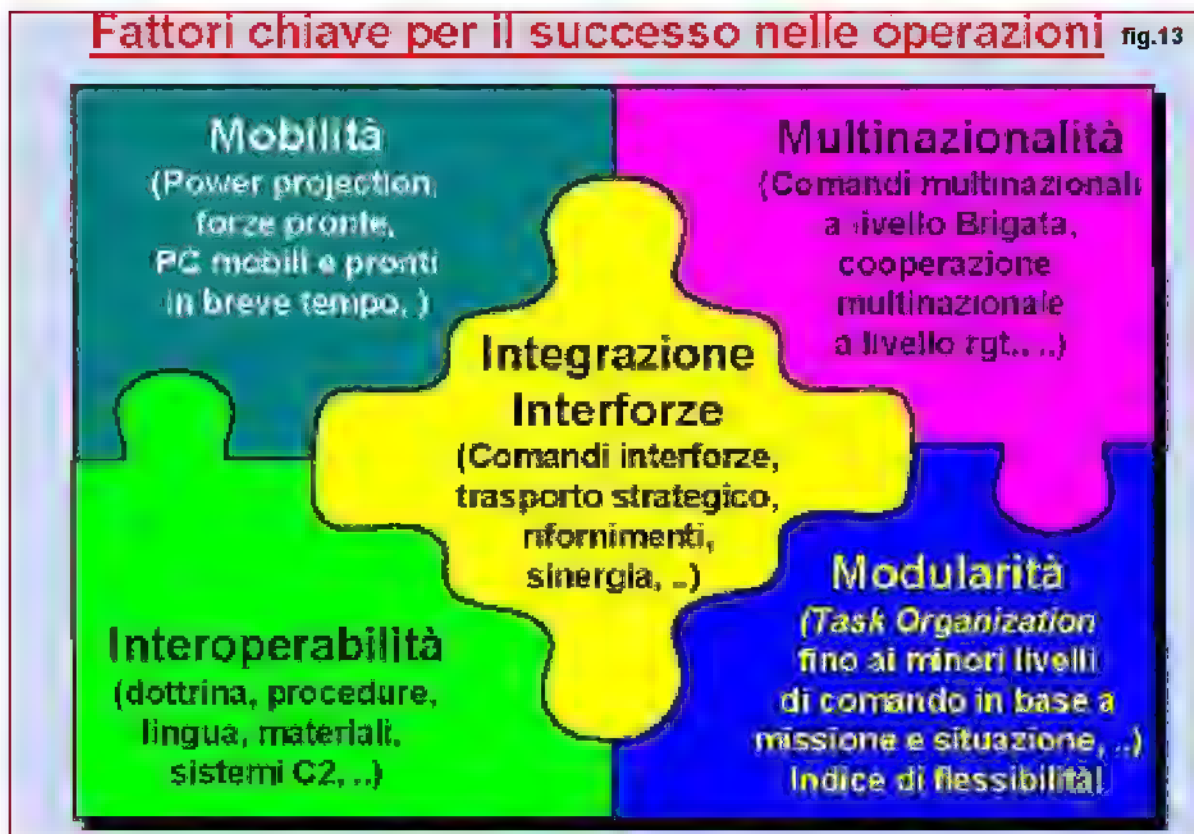 Fattori chiave per il successo nelle operazioni fig.13
Mobilità
(Power projection,
forze pronte,
PC mobili e pronti
in breve tempo, )
Multinazionalità
(Comandi multinazionali
a livello Brigata,
cooperazione
multinazionale
a livello rgt., ..)
Integrazione
Interforze
(Comandi interforze,
trasporto strategico,
rifornimenti,
sinergia, ..)
Interoperabilità
(dottrina, procedure,
lingua, materiali,
sistemi C2, ..)
Modularità
(Task Organization
fino ai minori livelli
di comando in base a
missione e situazione, ..)
Indice di flessibilità!